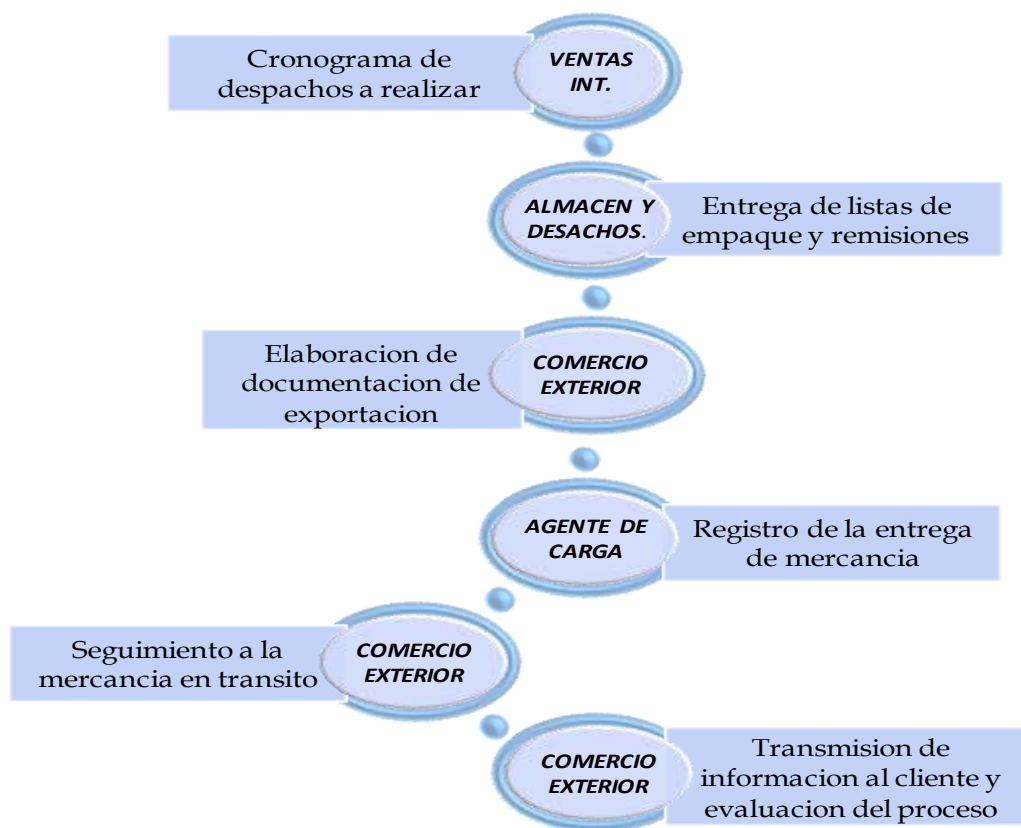 Cronograma de
despachos a realizar
VENTAS
INT.
ALMACEN Y
DESACHOS.
Entrega de listas de
empaque y remisiones
Elaboracion de
documentacion de
exportacion
COMERCIO
EXTERIOR
AGENTE DE
CARGA
Registro de la entrega
de mercancia
Seguimiento a la
mercancia en transito
COMERCIO
EXTERIOR
COMERCIO
EXTERIOR
Transmision de
informacion al cliente y
evaluacion del proceso